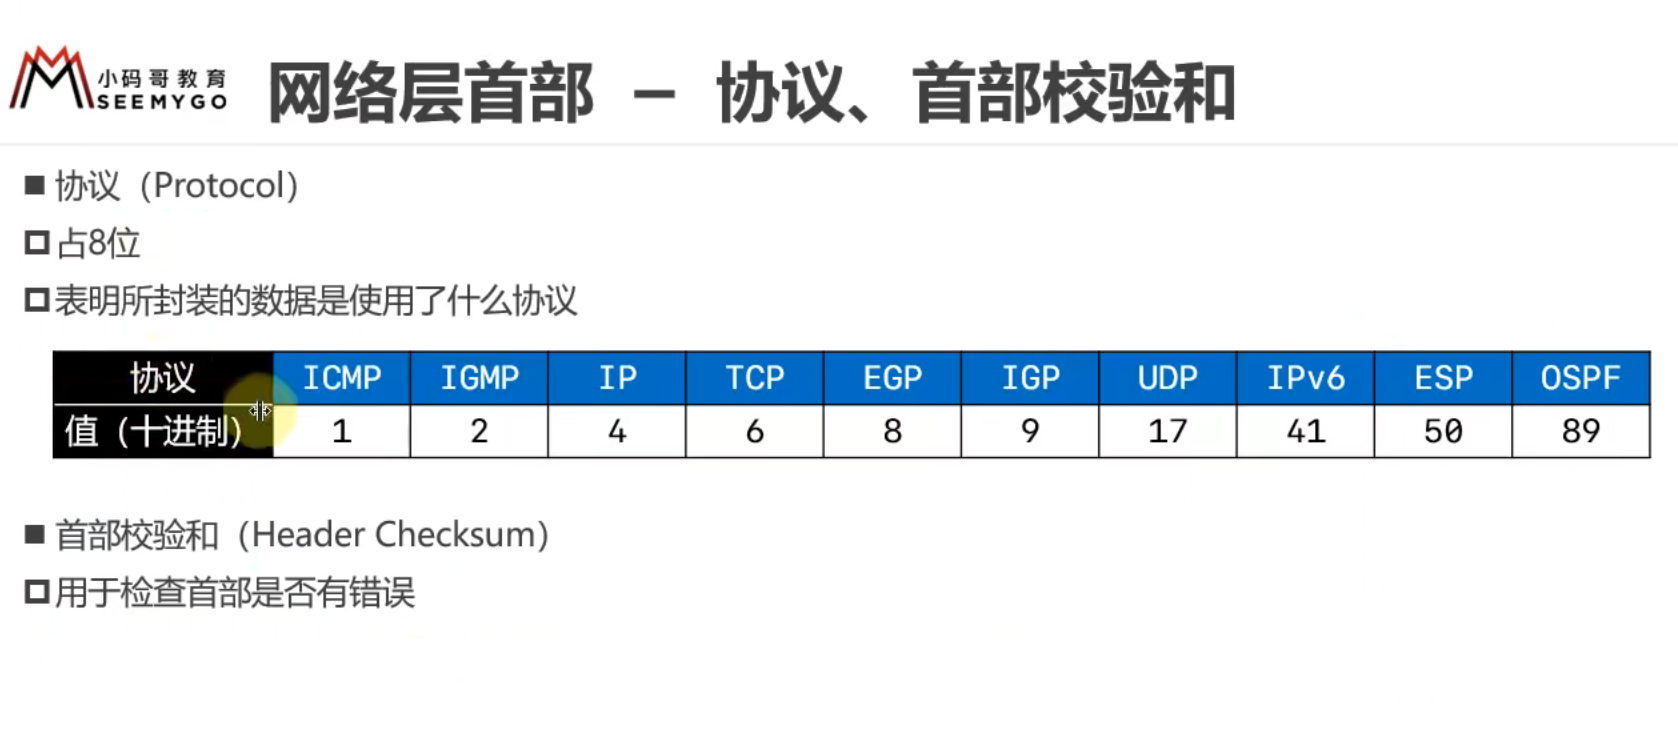 小码哥教育
SEEMYGO
网络层首部 － 协议、首部校验和
■ 协议（Protocol）
占8位
表明所封装的数据是使用了什么协议
协议 ICMP IGMP IP TCP EGP IGP UDP IPv6 ESP OSPF
值（十进制） 1 2 4 6 8 9 17 41 50 89
■ 首部校验和（Header Checksum）
用于检查首部是否有错误